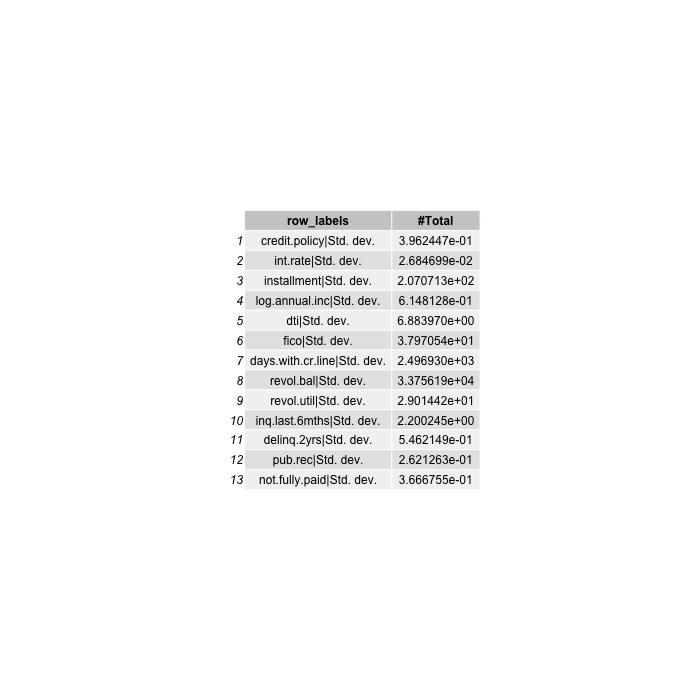 row_labels #Total
1 credit.policy|Std. dev. 3.962447e-01
2 int.rate|Std. dev. 2.684699e-02
3 installment|Std. dev. 2.070713e+02
4 log.annual.inc|Std. dev. 6.148128e-01
5 dti|Std. dev. 6.883970e+00
6 fico|Std. dev. 3.797054e+01
7 days.with.cr.line|Std. dev. 2.496930e+03
8 revol.bal|Std. dev. 3.375619e+04
9 revol.util|Std. dev. 2.901442e+01
10 inq.last.6mths|Std. dev. 2.200245e+00
11 delinq.2yrs|Std. dev. 5.462149e-01
12 pub.rec|Std. dev. 2.621263e-01
13 not.fully.paid|Std. dev. 3.666755e-01